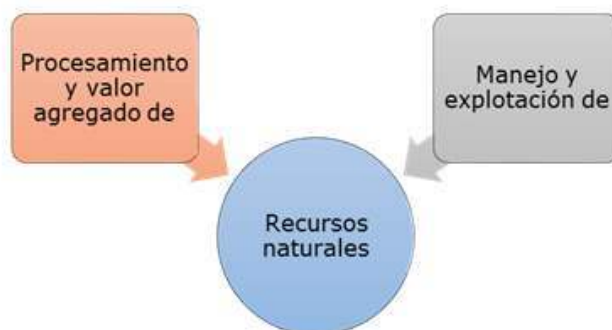 Procesamiento
y valor
agregado de
Manejo y
explotación de
Recursos
naturales